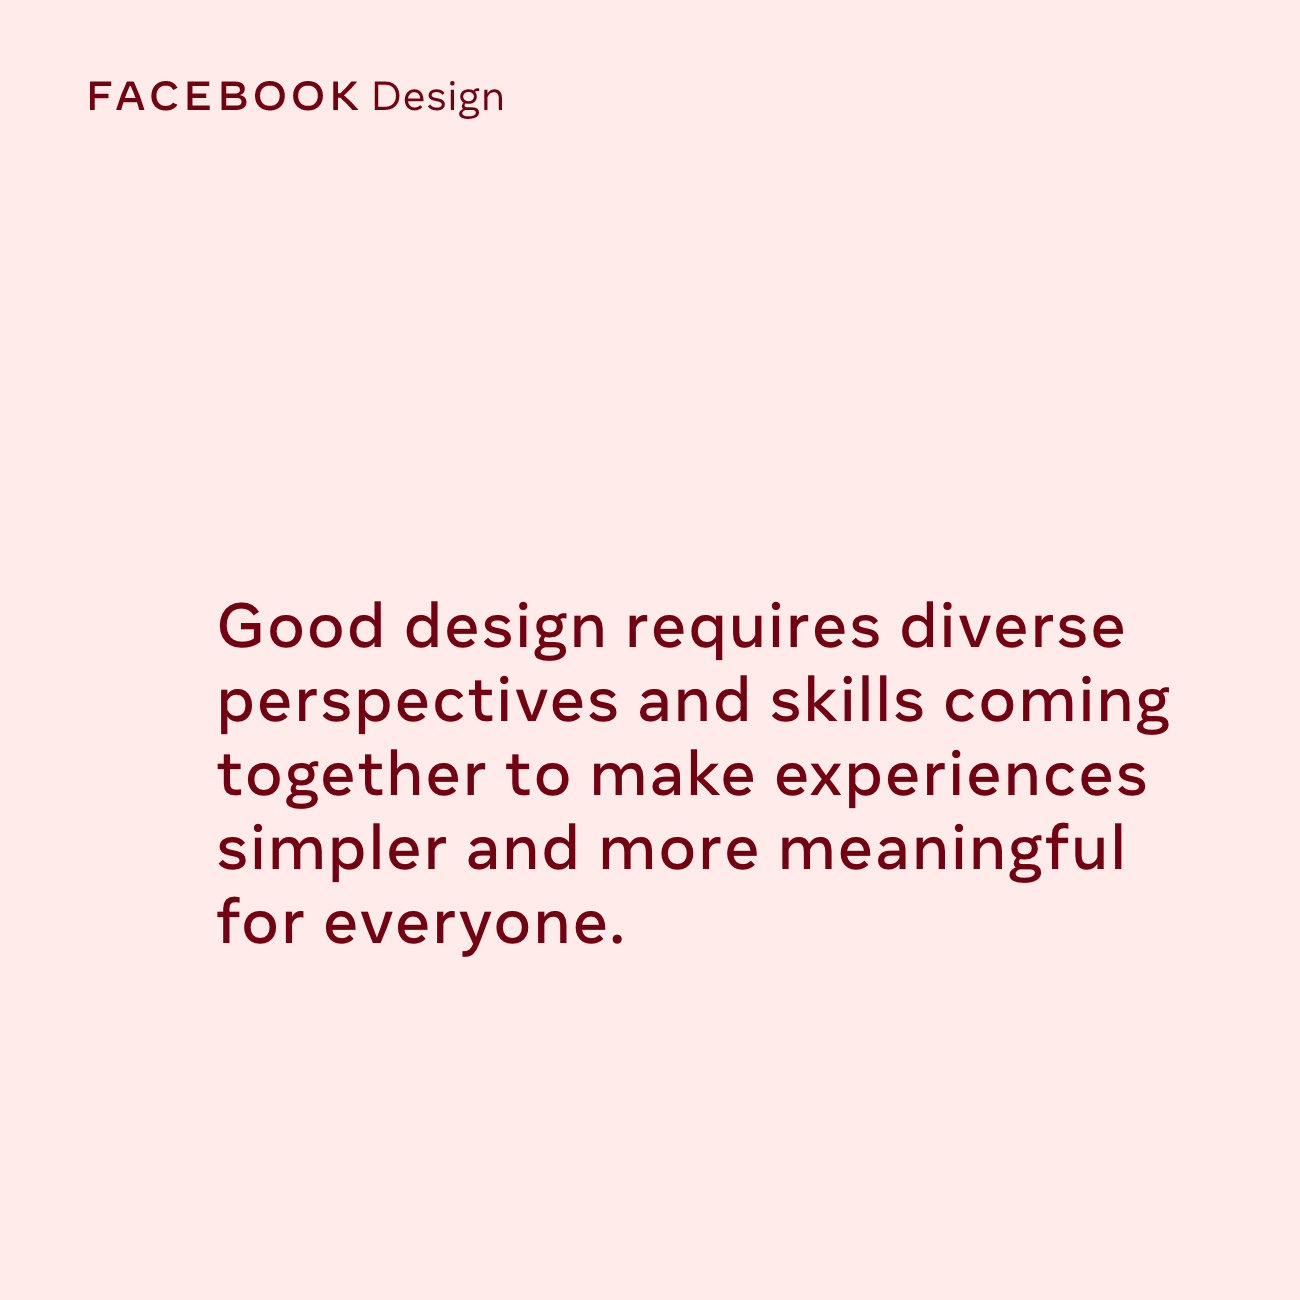 FACEBOOK Design
Good design requires diverse
perspectives and skills coming
together to make experiences
simpler and more meaningful
for everyone.